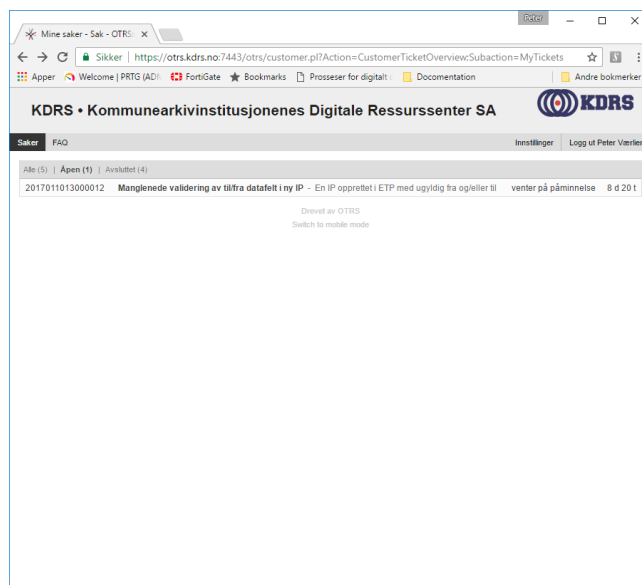 Peter
Mine saker - Sak - OTRS:
Sikker | https://otrs.kdrs.no:7443/otrs/customer.pl?Action=CustomerTicketOverview;Subaction=MyTickets
Apper Welcome | PRTG (ADM FortiGate Bookmarks Prosseser for digitalt Docomentation Andre bokmerker
KDRS • Kommunearkivinstitusjonenes Digitale Ressurssenter SA
KDRS
Saker FAQ Innstillinger Logg ut Peter Værlien
Alle (5) | Åpen (1) | Avsluttet (4)
2017011013000012 Manglenede validering av til/fra datafelt i ny IP - En IP opprettet i ETP med ugyldig fra og/eller til venter på påminnelse 8 d 20 t
Drevet av OTRS
Switch to mobile mode